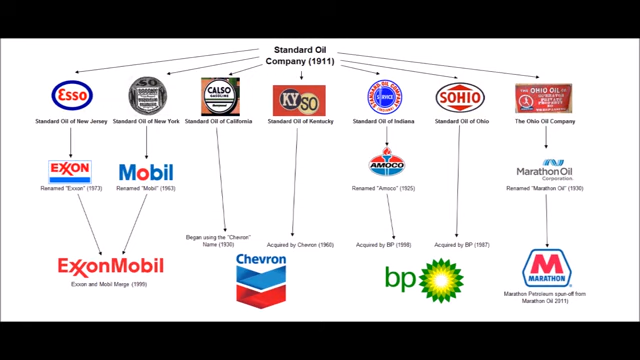 Standard Oil
Company (1911)
Esso
SO
CALSO
GASOLINE
KYSO
STANDARD OIL COMPANY
SERVICE
SOHIO
THE OHIO OIL CO
Standard Oil of New Jersey
Standard Oil of New York
Standard Oil of California
Standard Oil of Kentucky
Standard Oil of Indiana
Standard Oil of Ohio
The Ohio Oil Company
EXXON
Mobil
AMOCO
MarathonOil
Corporation
Renamed "Exxon" (1973)
Renamed "Mobil" (1963)
Renamed "Amoco" (1925)
Renamed "Marathon Oil" (1930)
Began using the "Chevron"
Name (1930)
Acquired by Chevron (1960)
Acquired by BP (1998)
Acquired by BP (1987)
ExxonMobil
Chevron
bp
M
MARATHON
Exxon and Mobil Merge (1999)
Marathon Petroleum spun-off from
Marathon Oil 2011)